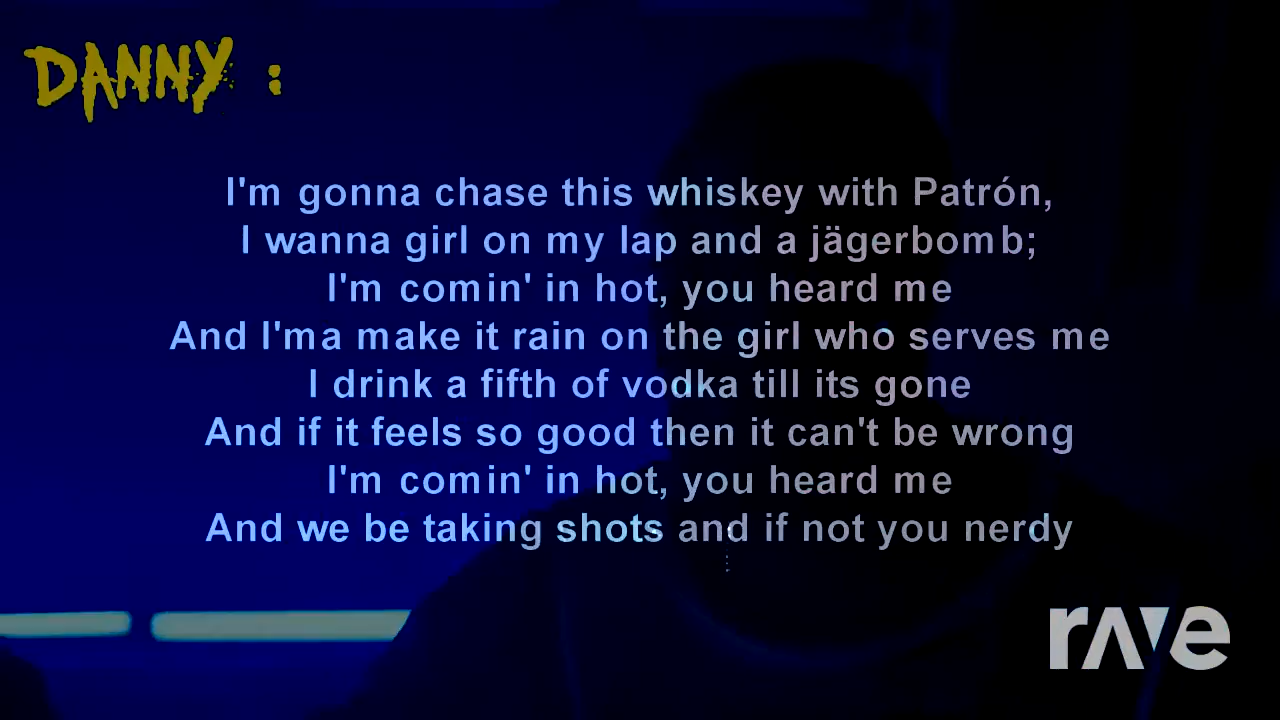 DANNY :
I'm gonna chase this whiskey with Patrón,
I wanna girl on my lap and a jägerbomb;
I'm comin' in hot, you heard me
And I'ma make it rain on the girl who serves me
I drink a fifth of vodka till its gone
And if it feels so good then it can't be wrong
I'm comin' in hot, you heard me
And we be taking shots and if not you nerdy
rave